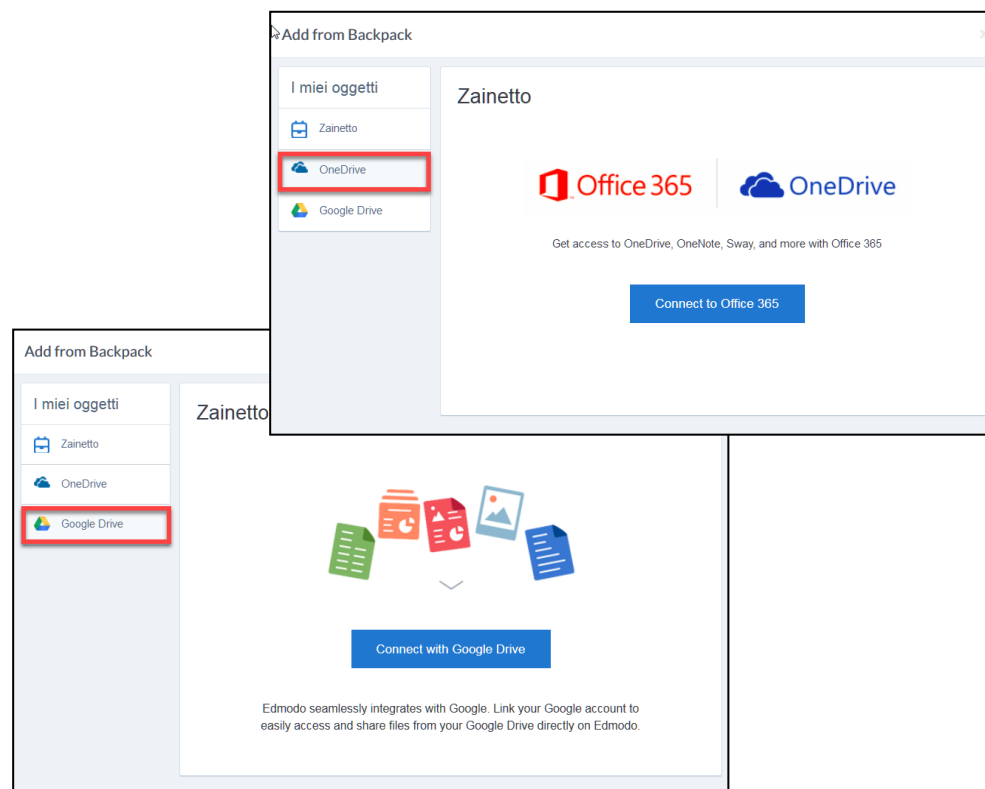 Add from Backpack
I miei oggetti
Zainetto
OneDrive
Google Drive
Zainetto
Office 365
OneDrive
Get access to OneDrive, OneNote, Sway, and more with Office 365
Connect to Office 365
Add from Backpack
I miei oggetti
Zainetto
OneDrive
Google Drive
Zainetto
Connect with Google Drive
Edmodo seamlessly integrates with Google. Link your Google account to
easily access and share files from your Google Drive directly on Edmodo.